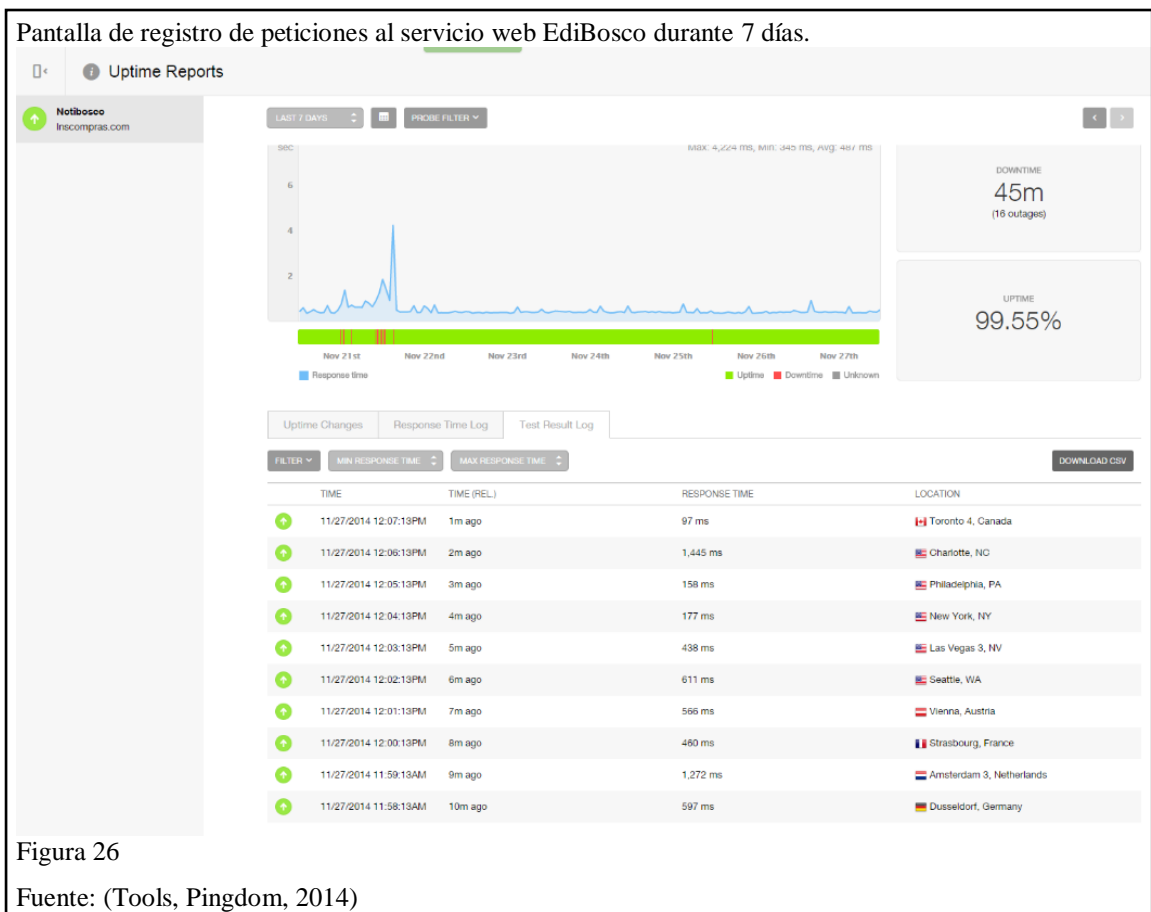 Pantalla de registro de peticiones al servicio web EdiBosco durante 7 días.
Uptime Reports
Notibosco
Inscompras.com
LAST 7 DAYS
PROBE FILTER
sec
Max: 4,224 ms, Min: 345 ms, Avg: 487 ms
6
4
2
Nov 21st Nov 22nd Nov 23rd Nov 24th Nov 25th Nov 26th Nov 27th
Response time
Uptime Downtime Unknown
DOWNTIME
45m
(16 outages)
UPTIME
99.55%
Uptime Changes Response Time Log Test Result Log
FILTER MIN RESPONSE TIME MAX RESPONSE TIME DOWNLOAD CSV
TIME TIME (REL.) RESPONSE TIME LOCATION
11/27/2014 12:07:13PM 1m ago 97 ms Toronto 4, Canada
11/27/2014 12:06:13PM 2m ago 1,445 ms Charlotte, NC
11/27/2014 12:05:13PM 3m ago 158 ms Philadelphia, PA
11/27/2014 12:04:13PM 4m ago 177 ms New York, NY
11/27/2014 12:03:13PM 5m ago 438 ms Las Vegas 3, NV
11/27/2014 12:02:13PM 6m ago 611 ms Seattle, WA
11/27/2014 12:01:13PM 7m ago 566 ms Vienna, Austria
11/27/2014 12:00:13PM 8m ago 460 ms Strasbourg, France
11/27/2014 11:59:13AM 9m ago 1,272 ms Amsterdam 3, Netherlands
11/27/2014 11:58:13AM 10m ago 597 ms Dusseldorf, Germany
Figura 26
Fuente: (Tools, Pingdom, 2014)